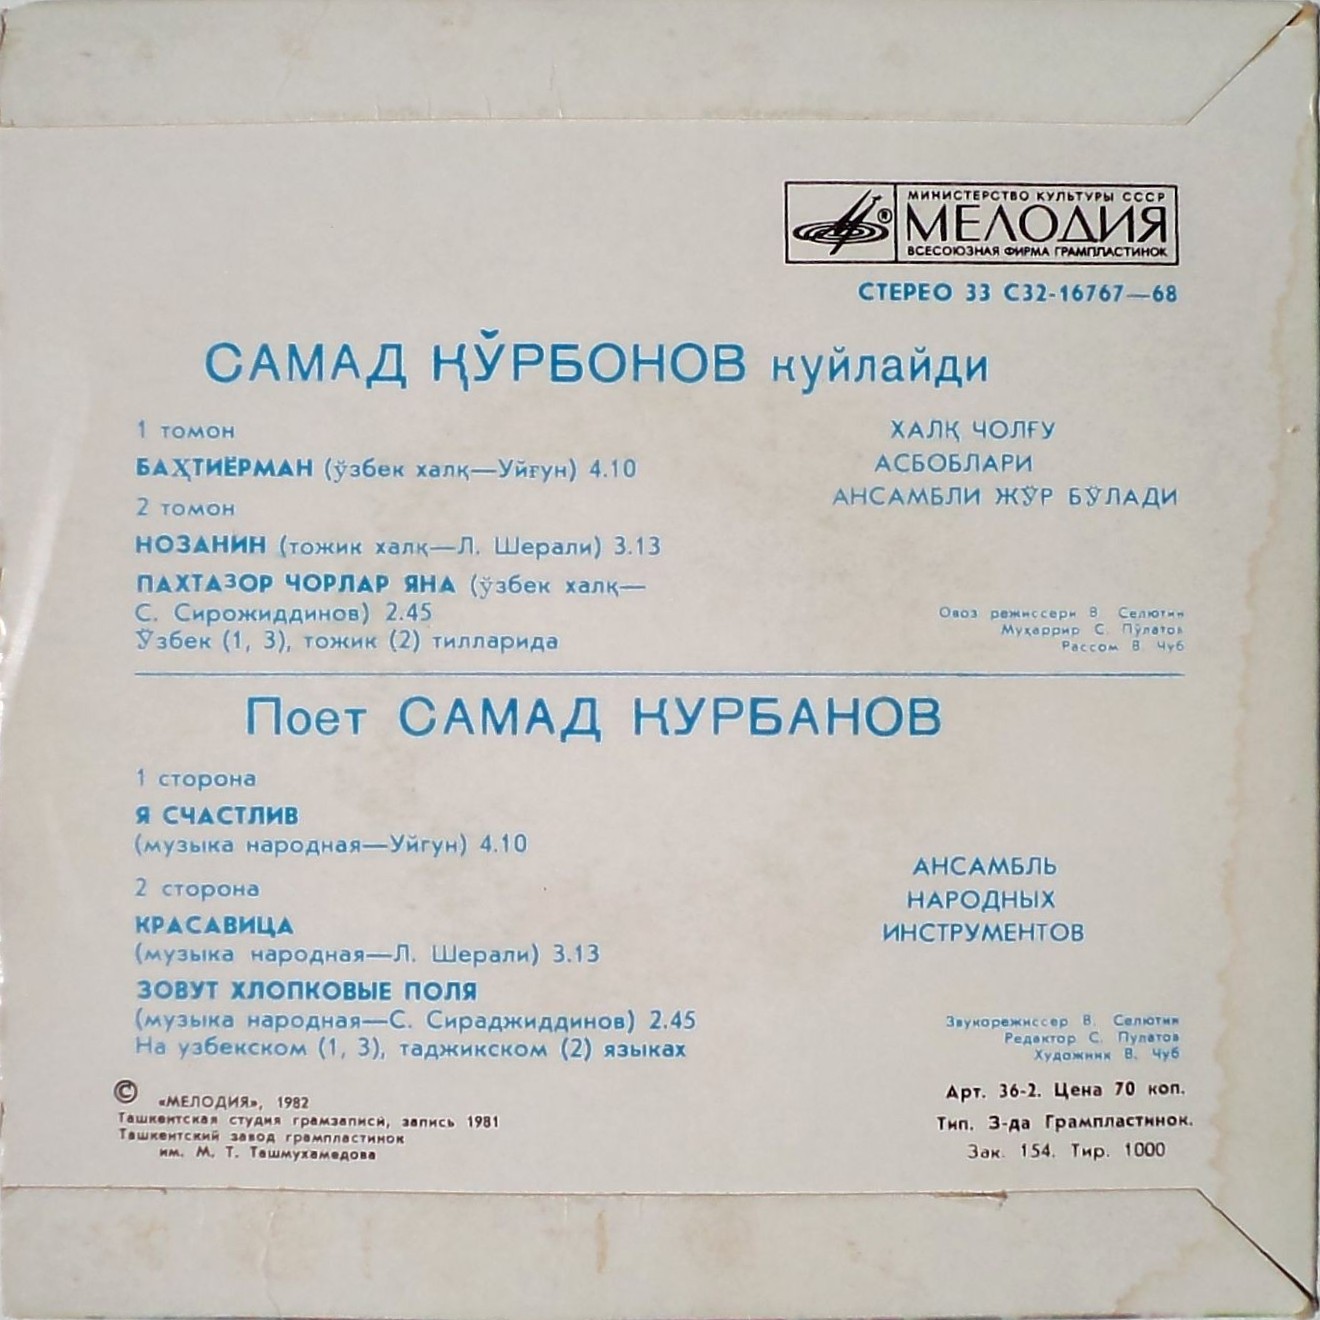 МИНИСТЕРСТВО КУЛЬТУРЫ СССР
МЕЛОДИЯ
ВСЕСОЮЗНАЯ ФИРМА ГРАМПЛАСТИНОК
СТЕРЕО 33 С32-16767—68
САМАД ҚЎРБОНОВ куйлайди
1 томон
БАҲТИЁРМАН (ўзбек халқ—Уйғун) 4.10
2 томон
НОЗАНИН (тожик халқ—Л. Шерали) 3.13
ПАХТАЗОР ЧОРЛАР ЯНА (ўзбек халқ—
С. Сирожиддинов) 2.45
Ўзбек (1, 3), тожик (2) тилларида
ХАЛҚ ЧОЛҒУ
АСБОБЛАРИ
АНСАМБЛИ ЖЎР БЎЛАДИ
Овоз режиссери В. Селютин
Муҳаррир С. Пўлатов
Рассом В. Чуб
Поет САМАД КУРБАНОВ
1 сторона
Я СЧАСТЛИВ
(музыка народная—Уйгун) 4.10
2 сторона
КРАСАВИЦА
(музыка народная—Л. Шерали) 3.13
ЗОВУТ ХЛОПКОВЫЕ ПОЛЯ
(музыка народная—С. Сираджиддинов) 2.45
На узбекском (1, 3), таджикском (2) языках
АНСАМБЛЬ
НАРОДНЫХ
ИНСТРУМЕНТОВ
Звукорежиссер В. Селютин
Редактор С. Пулатов
Художник В. Чуб
© «МЕЛОДИЯ», 1982
Ташкентская студия грамзаписи, запись 1981
Ташкентский завод грампластинок
им. М. Т. Ташмухамедова
Арт. 36-2. Цена 70 коп.
Тип. З-да Грампластинок.
Зак. 154. Тир. 1000